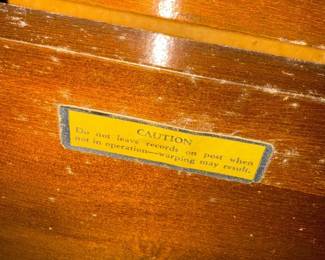 CAUTION
Do not leave records on post when
not in operation—warping may result.